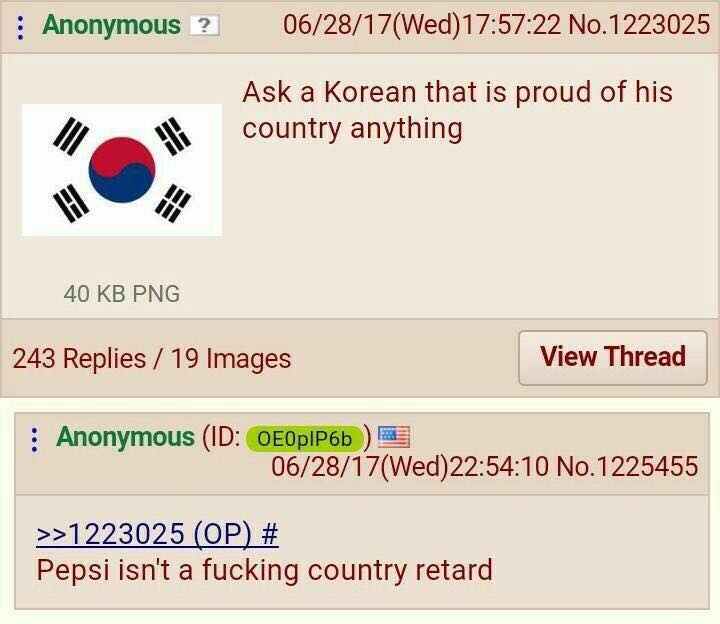 Anonymous ? 06/28/17(Wed)17:57:22 No.1223025
Ask a Korean that is proud of his
country anything
40 KB PNG
243 Replies / 19 Images View Thread
Anonymous (ID: OE0pIP6b)
06/28/17(Wed)22:54:10 No.1225455
>>1223025 (OP) #
Pepsi isn't a fucking country retard